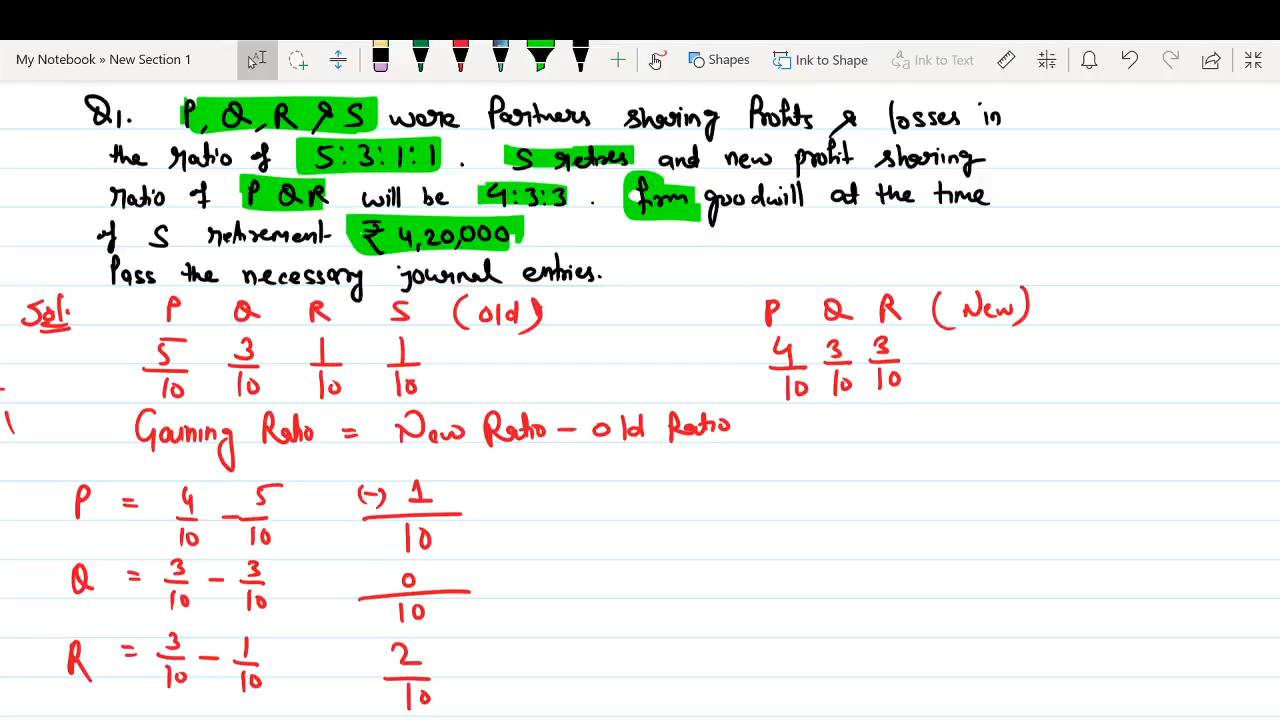 My Notebook » New Section 1
Shapes Ink to Shape Ink to Text
Q1. P, Q, R & S were Partners sharing Profits & losses in
the ratio of 5:3:1:1. S retires and new profit sharing
ratio of P Q R will be 4:3:3. firm goodwill at the time
of S retirement ₹ 4,20,000
Pass the necessary journal entries.
Sol. P Q R S (old) P Q R (New)
5/10 3/10 1/10 1/10 4/10 3/10 3/10
Gaining Ratio = New Ratio - old Ratio
P = 4/10 - 5/10 (-) 1/10
Q = 3/10 - 3/10 0/10
R = 3/10 - 1/10 2/10